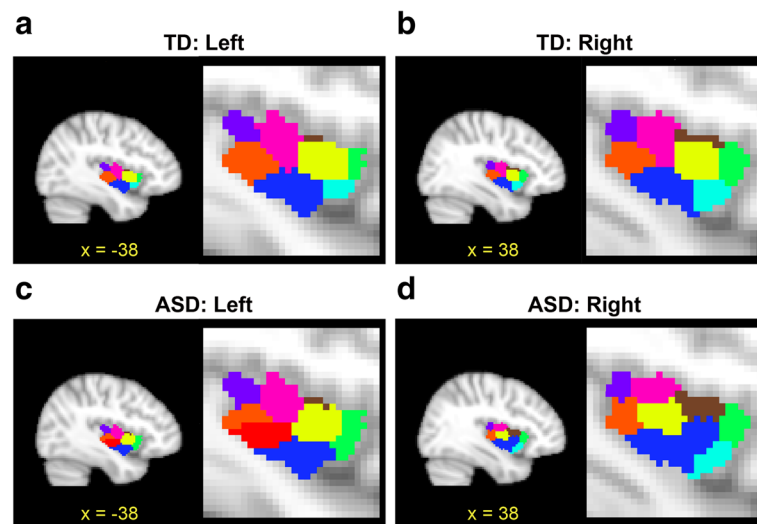 a
TD: Left
x = -38
b
TD: Right
x = 38
c
ASD: Left
x = -38
d
ASD: Right
x = 38